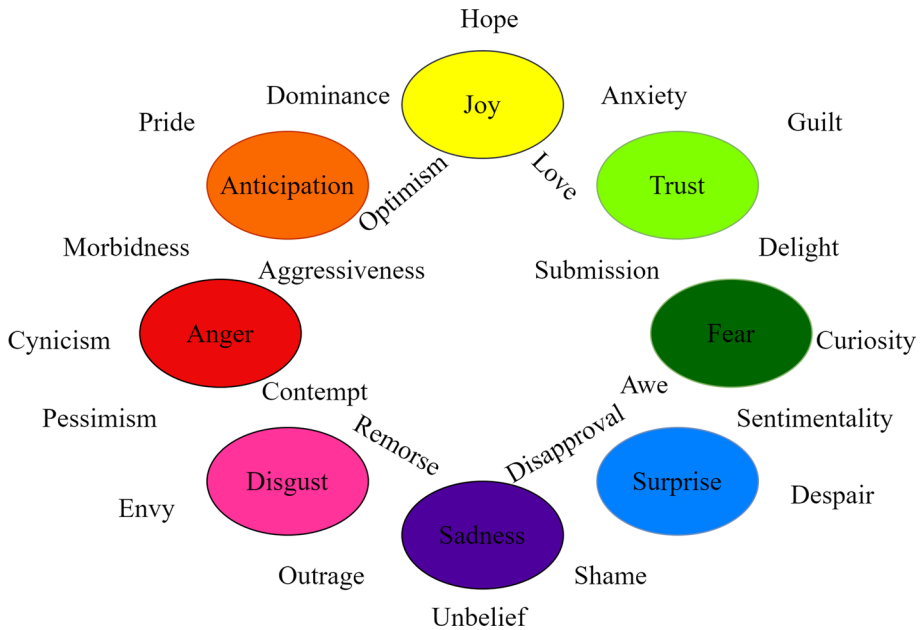 Hope
Dominance
Joy
Anxiety
Pride
Guilt
Anticipation
Optimism
Love
Trust
Morbidness
Delight
Aggressiveness
Submission
Cynicism
Anger
Fear
Curiosity
Contempt
Awe
Pessimism
Remorse
Disapproval
Sentimentality
Disgust
Surprise
Envy
Despair
Sadness
Outrage
Shame
Unbelief